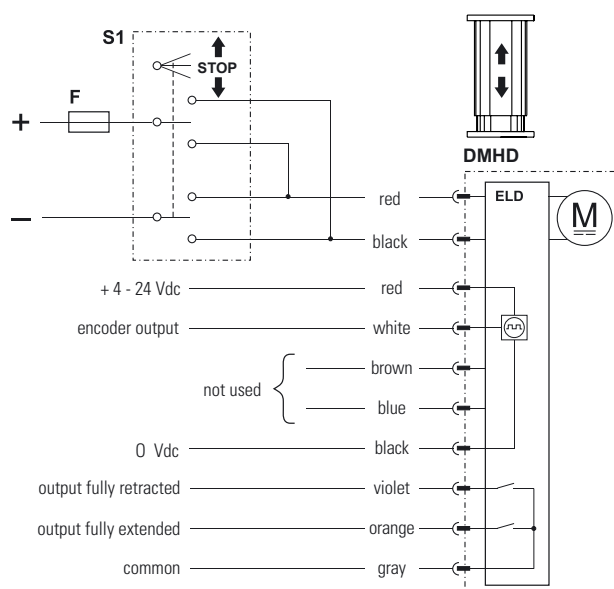 S1
STOP
F
+
–
DMHD
ELD
M
red
black
+ 4 - 24 Vdc red
encoder output white
brown
not used
blue
0 Vdc black
output fully retracted violet
output fully extended orange
common gray